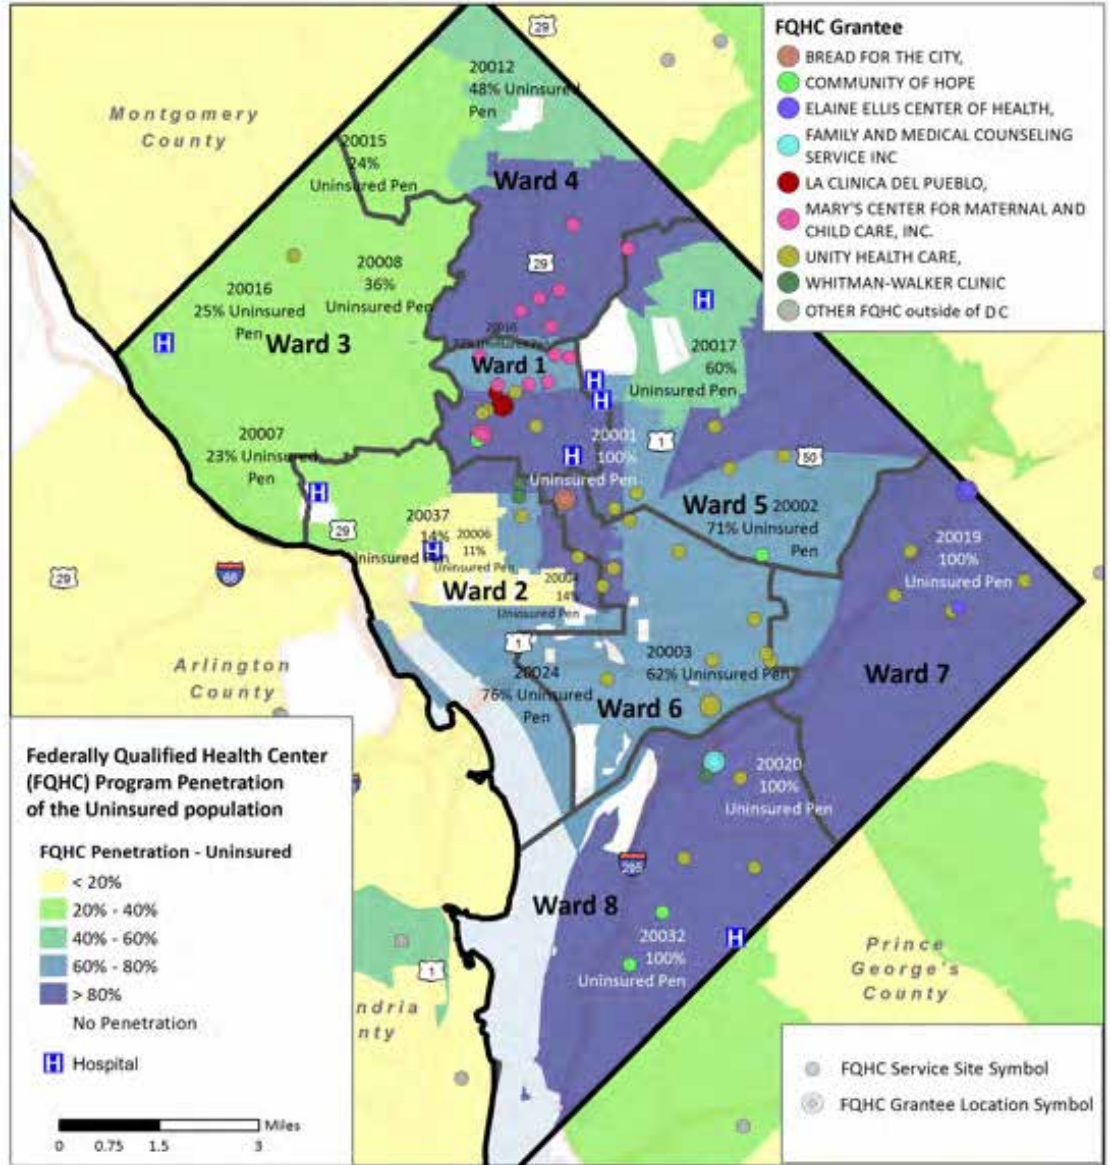 FQHC Grantee
BREAD FOR THE CITY,
COMMUNITY OF HOPE
ELAINE ELLIS CENTER OF HEALTH,
FAMILY AND MEDICAL COUNSELING
SERVICE INC
LA CLINICA DEL PUEBLO,
MARY'S CENTER FOR MATERNAL AND
CHILD CARE, INC.
UNITY HEALTH CARE,
WHITMAN-WALKER CLINIC
OTHER FQHC outside of DC
29
20012
48% Uninsured
Pen
Montgomery
County
20015
24%
Uninsured Pen
Ward 4
29
20008
36%
Uninsured Pen
20016
25% Uninsured
Pen
Ward 3
H
H
Ward 1
20017
60%
Uninsured Pen
H
H
20007
23% Uninsured
Pen
20001
100%
Uninsured Pen
H
1
50
H
29
Ward 5
20002
71% Uninsured
Pen
20037
14%
Uninsured Pen
H
20006
11%
Uninsured Pen
20019
100%
Uninsured Pen
29
66
Ward 2
20004
14%
Uninsured Pen
1
Arlington
County
20024
76% Uninsured
Pen
20003
62% Uninsured Pen
Ward 6
Ward 7
20020
100%
Uninsured Pen
295
Ward 8
20032
100%
Uninsured Pen
H
Prince
George's
County
1
ndria
nty
Federally Qualified Health Center
(FQHC) Program Penetration
of the Uninsured population
FQHC Penetration - Uninsured
< 20%
20% - 40%
40% - 60%
60% - 80%
> 80%
No Penetration
H Hospital
Miles
0 0.75 1.5 3
FQHC Service Site Symbol
FQHC Grantee Location Symbol